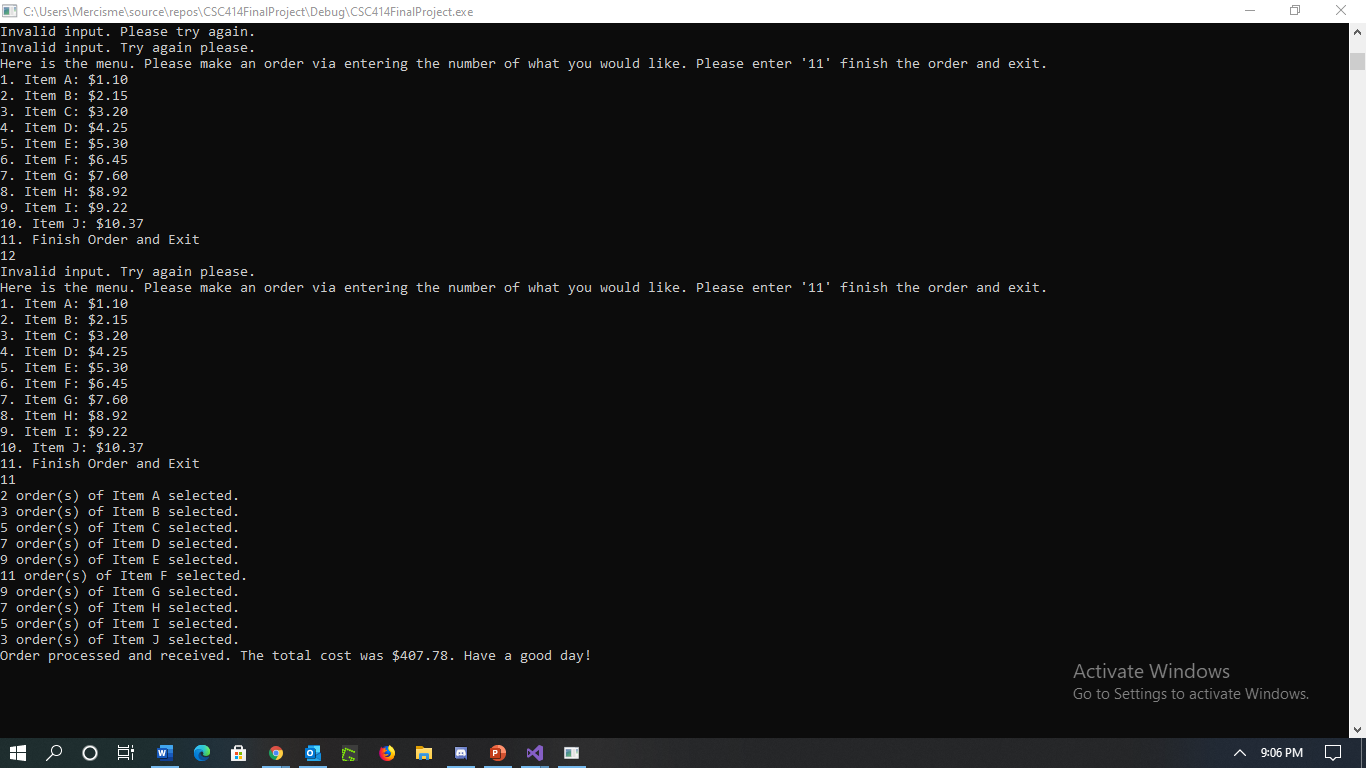 C:\Users\Mercisme\source\repos\CSC414FinalProject\Debug\CSC414FinalProject.exe
Invalid input. Please try again.
Invalid input. Try again please.
Here is the menu. Please make an order via entering the number of what you would like. Please enter '11' finish the order and exit.
1. Item A: $1.10
2. Item B: $2.15
3. Item C: $3.20
4. Item D: $4.25
5. Item E: $5.30
6. Item F: $6.45
7. Item G: $7.60
8. Item H: $8.92
9. Item I: $9.22
10. Item J: $10.37
11. Finish Order and Exit
12
Invalid input. Try again please.
Here is the menu. Please make an order via entering the number of what you would like. Please enter '11' finish the order and exit.
1. Item A: $1.10
2. Item B: $2.15
3. Item C: $3.20
4. Item D: $4.25
5. Item E: $5.30
6. Item F: $6.45
7. Item G: $7.60
8. Item H: $8.92
9. Item I: $9.22
10. Item J: $10.37
11. Finish Order and Exit
11
2 order(s) of Item A selected.
3 order(s) of Item B selected.
5 order(s) of Item C selected.
7 order(s) of Item D selected.
9 order(s) of Item E selected.
11 order(s) of Item F selected.
9 order(s) of Item G selected.
7 order(s) of Item H selected.
5 order(s) of Item I selected.
3 order(s) of Item J selected.
Order processed and received. The total cost was $407.78. Have a good day!
Activate Windows
Go to Settings to activate Windows.
9:06 PM